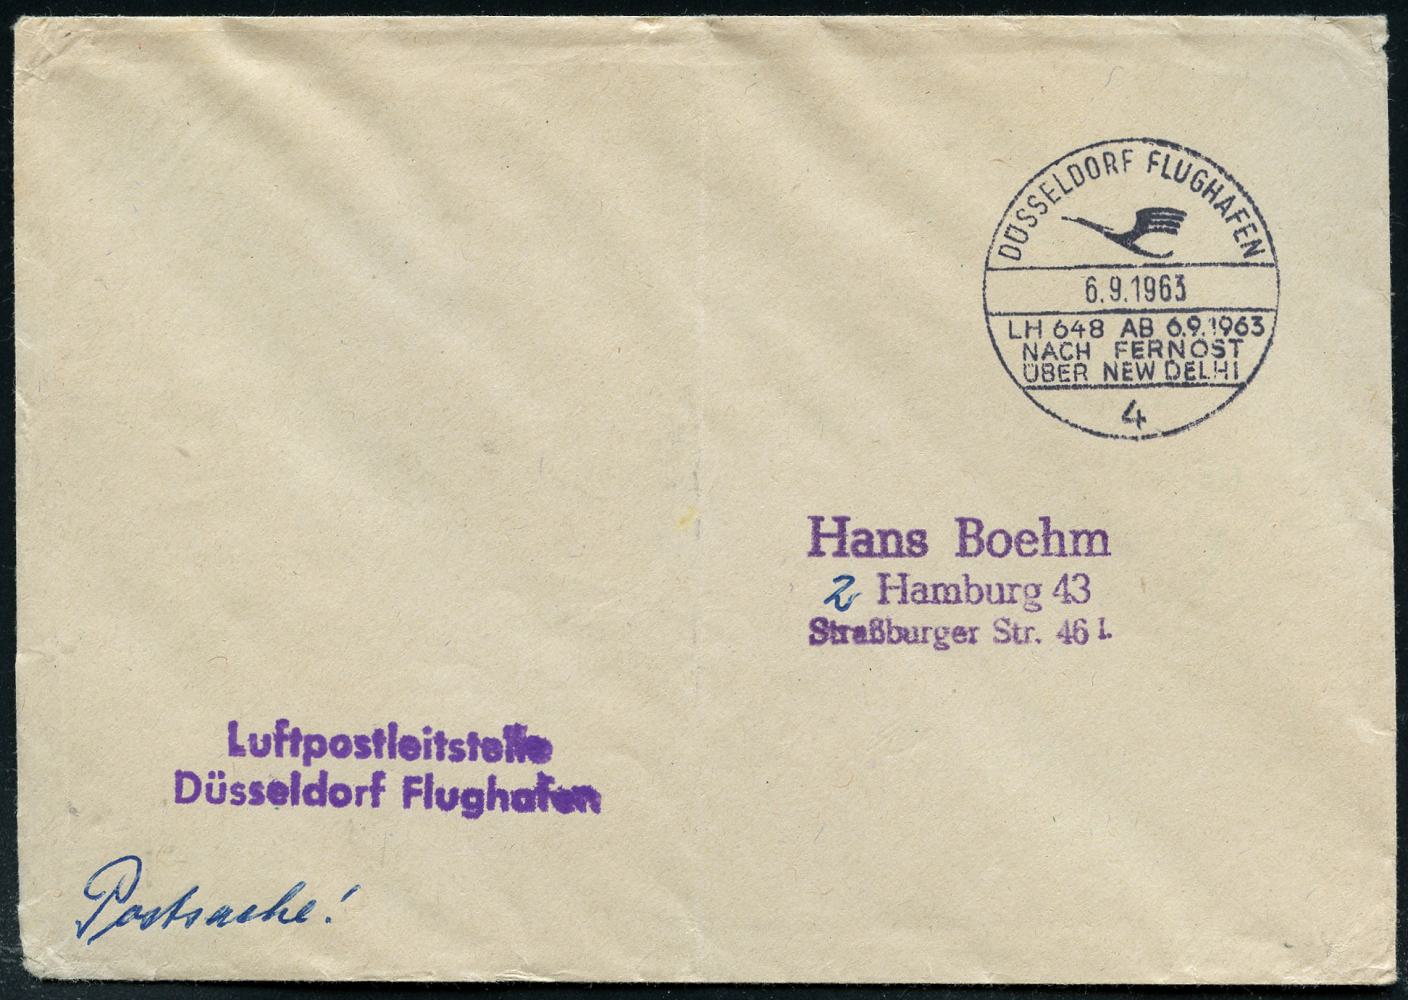 DÜSSELDORF FLUGHAFEN
6.9.1963
LH 648 AB 6.9.1963
NACH FERNOST
ÜBER NEW DELHI
4
Hans Boehm
2 Hamburg 43
Straßburger Str. 46 I.
Luftpostleitstelle
Düsseldorf Flughafen
Postsache!